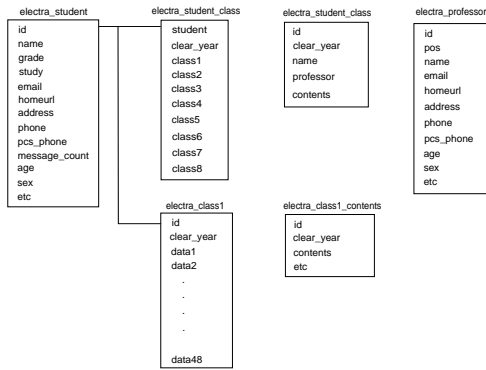 electra_student
id
name
grade
study
email
homeurl
address
phone
pcs_phone
message_count
age
sex
etc
electra_student_class
student
clear_year
class1
class2
class3
class4
class5
class6
class7
class8
electra_student_class
id
clear_year
name
professor
contents
electra_professor
id
pos
name
email
homeurl
address
phone
pcs_phone
age
sex
etc
electra_class1
id
clear_year
data1
data2
.
.
.
.
data48
electra_class1_contents
id
clear_year
contents
etc